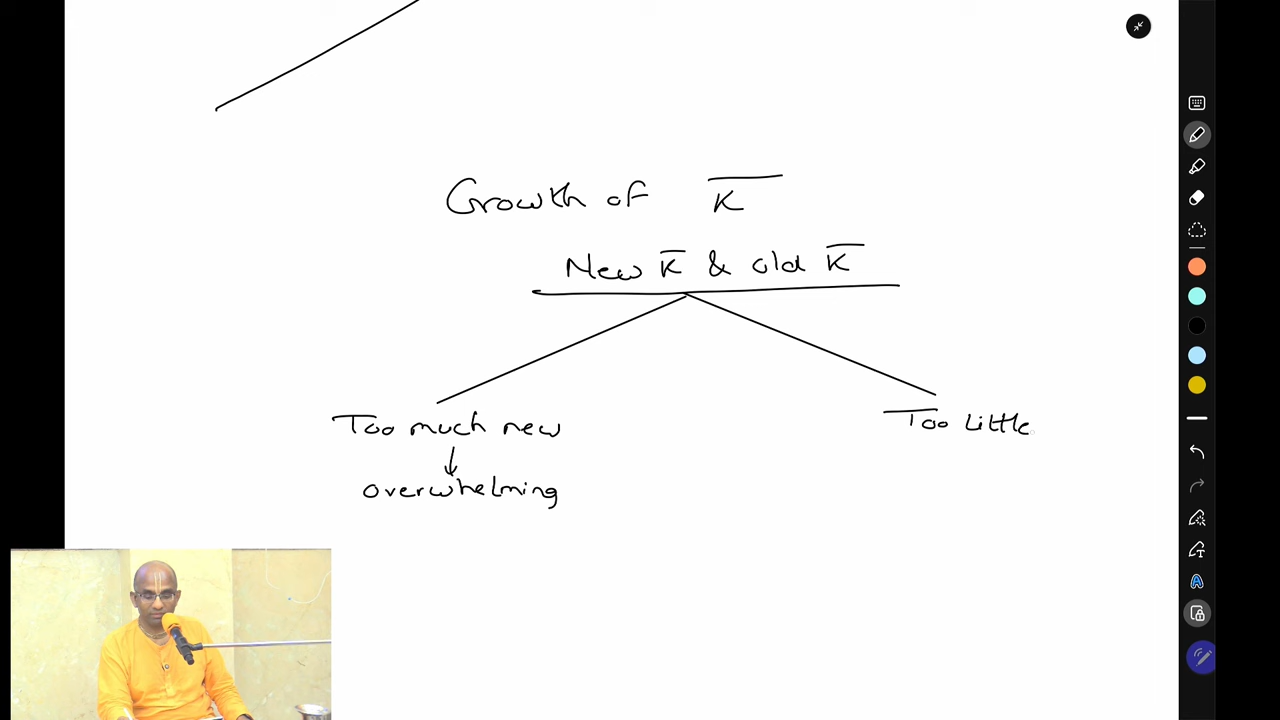 Growth of K̅
New K̅ & old K̅
Too much new
Too little
↓
overwhelming